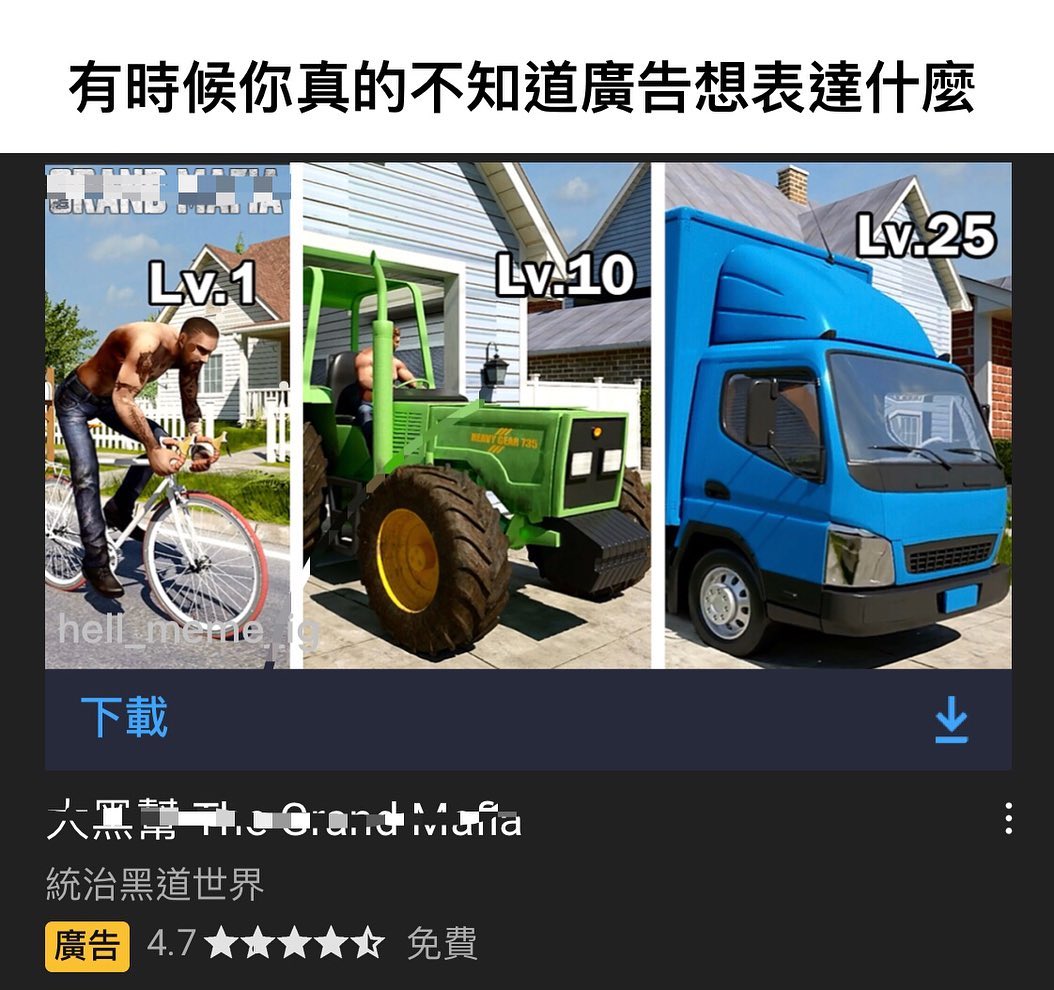 有時候你真的不知道廣告想表達什麼
GRAND MAFIA
Lv.1
Lv.10
Lv.25
HEAVY GEAR 735
hell_meme.ig
下載
大黑幫 The Grand Mafia
統治黑道世界
廣告 4.7 免費